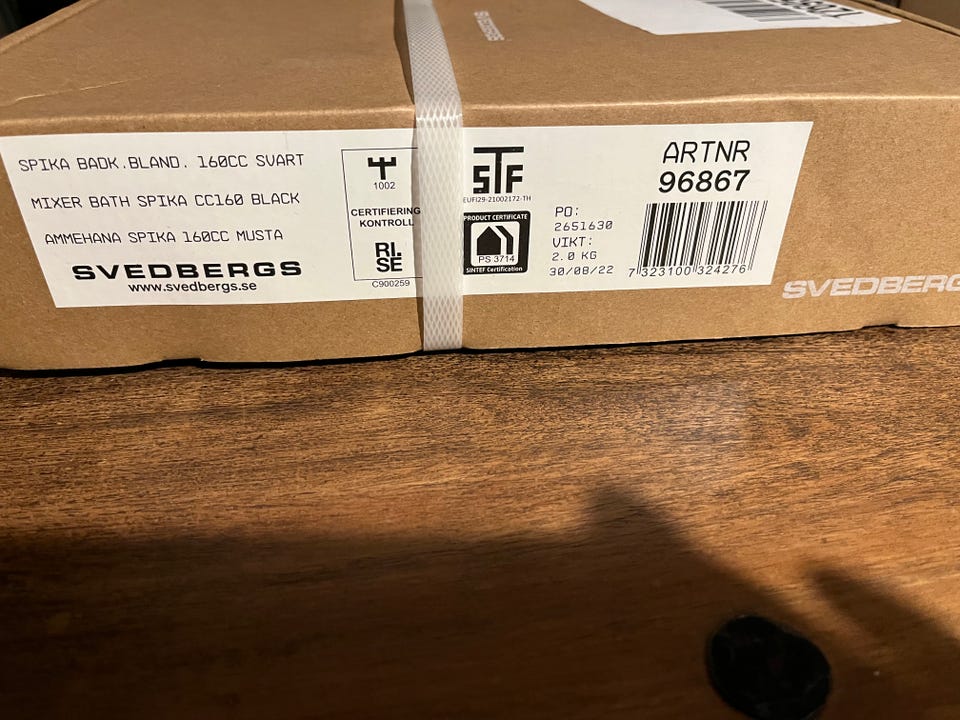 SVEDBERGS
SPIKA BADK.BLAND. 160CC SVART
MIXER BATH SPIKA CC160 BLACK
AMMEHANA SPIKA 160CC MUSTA
SVEDBERGS
www.svedbergs.se
1002
CERTIFIERING
KONTROLL
RI.
SE
C900259
STF
EUFI29-21002172-TH
PRODUCT CERTIFICATE
PS 3714
SINTEF Certification
PO:
2651630
VIKT:
2.0 KG
30/08/22
ARTNR
96867
7 323100 324276
SVEDBERG